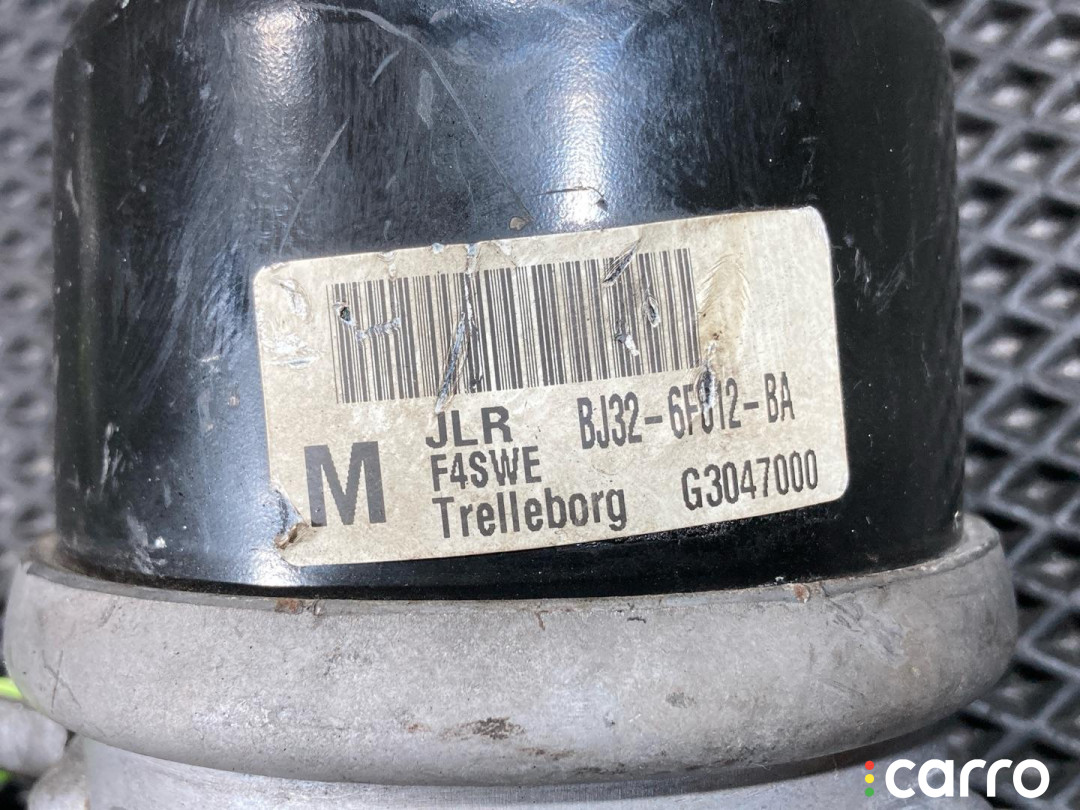 JLR BJ32-6F012-BA
M F4SWE
Trelleborg G3047000
carro